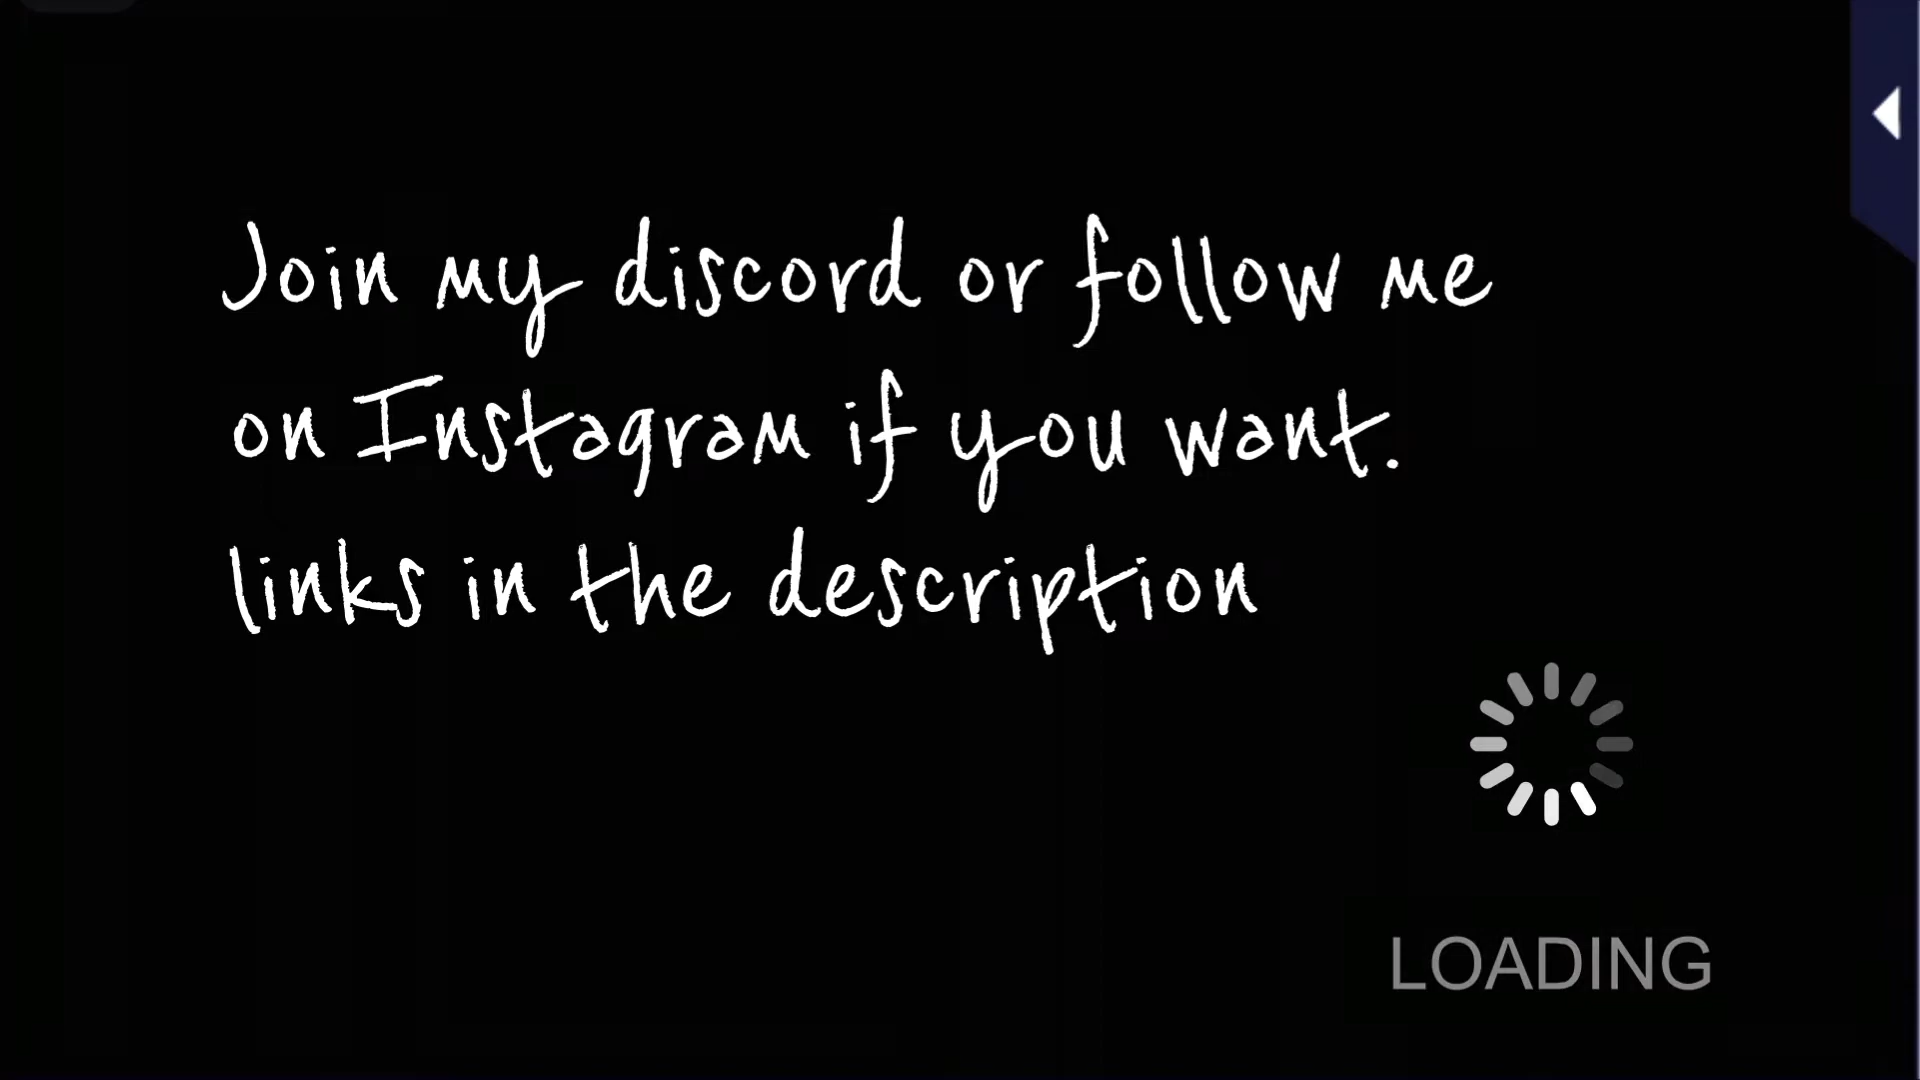 Join my discord or follow me
on Instagram if you want.
links in the description
LOADING